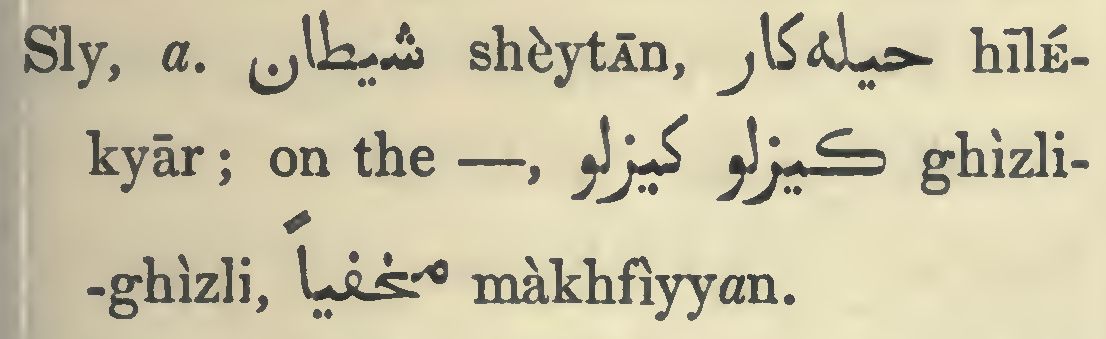 Sly, a. شيطان shèytĀn, حيله‌كار hīlÉ-
kyār; on the —, كيزلو كيزلو ghìzli-
-ghìzli, مخفياً màkhfìyyan.